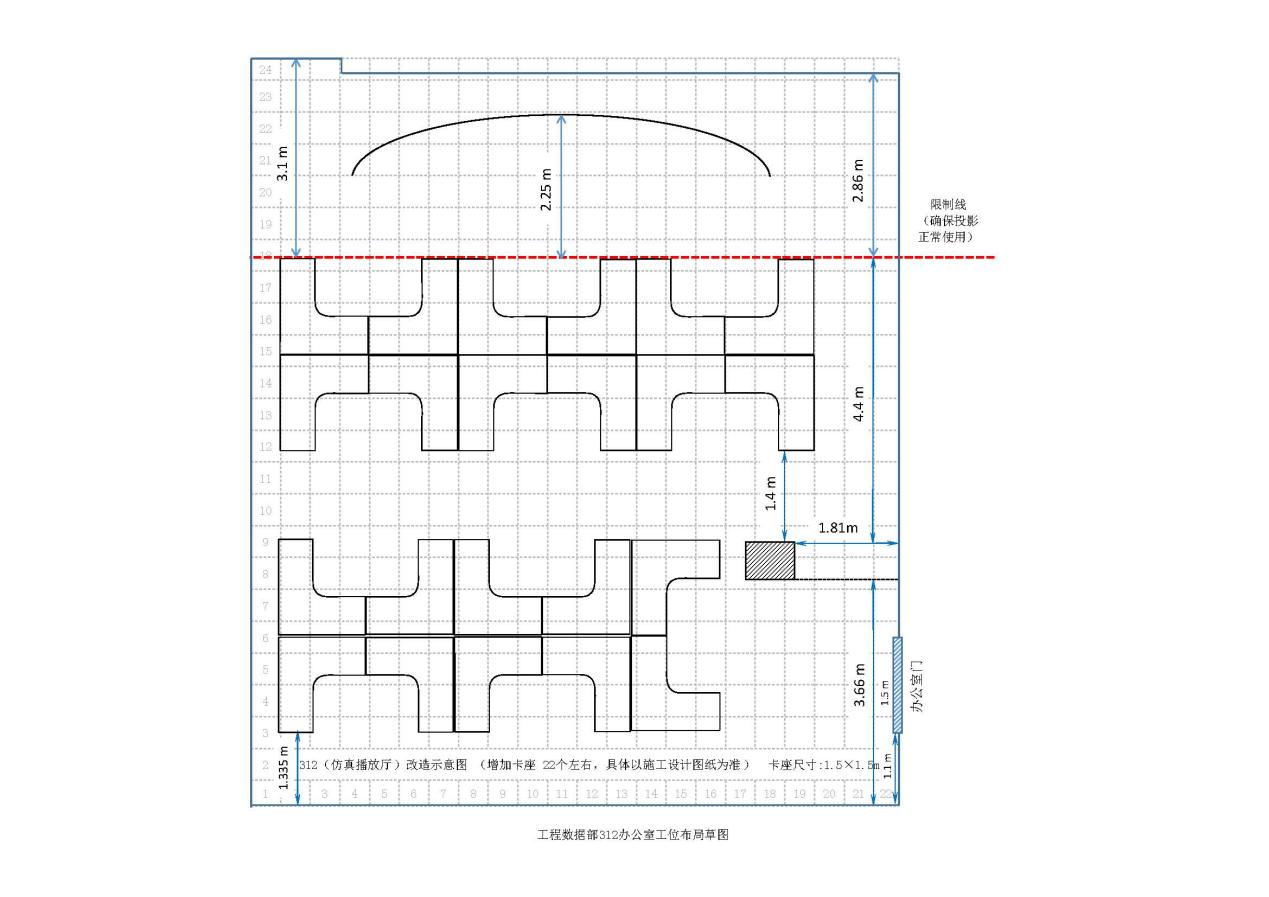 24
23
22
21
20
19
18
17
16
15
14
13
12
11
10
9
8
7
6
5
4
3
2
1
3.1 m
2.25 m
2.86 m
限制线
（确保投影
正常使用）
4.4 m
1.4 m
1.81m
3.66 m
1.5 m
办公室门
1.335 m
312（仿真播放厅）改造示意图 （增加卡座 22个左右，具体以施工设计图纸为准） 卡座尺寸:1.5×1.5m
1.1 m
3 4 5 6 7 8 9 10 11 12 13 14 15 16 17 18 19 20 21 22
工程数据部312办公室工位布局草图